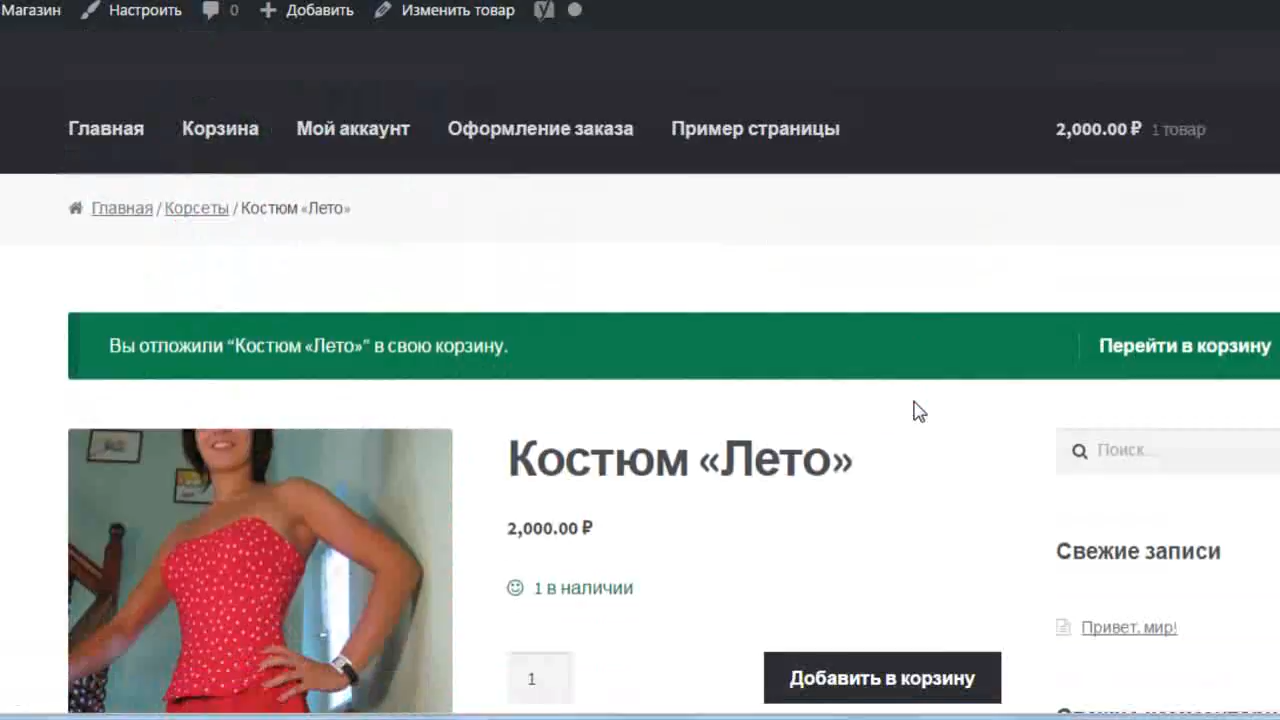 Магазин Настроить 0 Добавить Изменить товар
Главная Корзина Мой аккаунт Оформление заказа Пример страницы 2,000.00 ₽ 1 товар
Главная / Корсеты / Костюм «Лето»
Вы отложили “Костюм «Лето»” в свою корзину. Перейти в корзину
Костюм «Лето»
Поиск...
2,000.00 ₽
Свежие записи
1 в наличии
Привет, мир!
1 Добавить в корзину